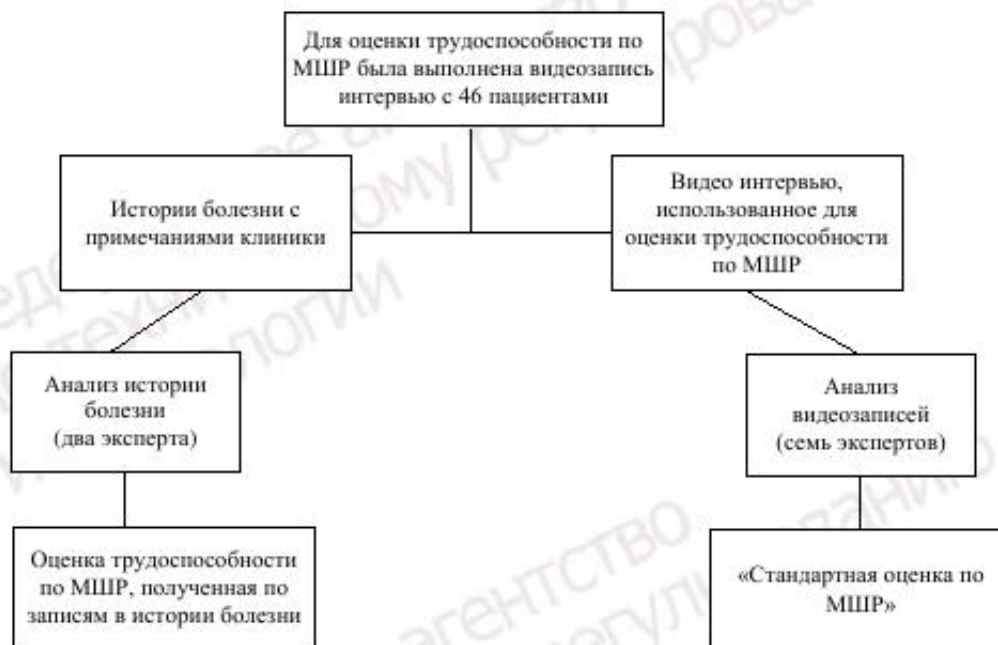 Для оценки трудоспособности по
МШР была выполнена видеозапись
интервью с 46 пациентами
Истории болезни с
примечаниями клиники
Видео интервью,
использованное для
оценки трудоспособности
по МШР
Анализ истории
болезни
(два эксперта)
Анализ
видеозаписей
(семь экспертов)
Оценка трудоспособности
по МШР, полученная по
записям в истории болезни
«Стандартная оценка по
МШР»
агентство